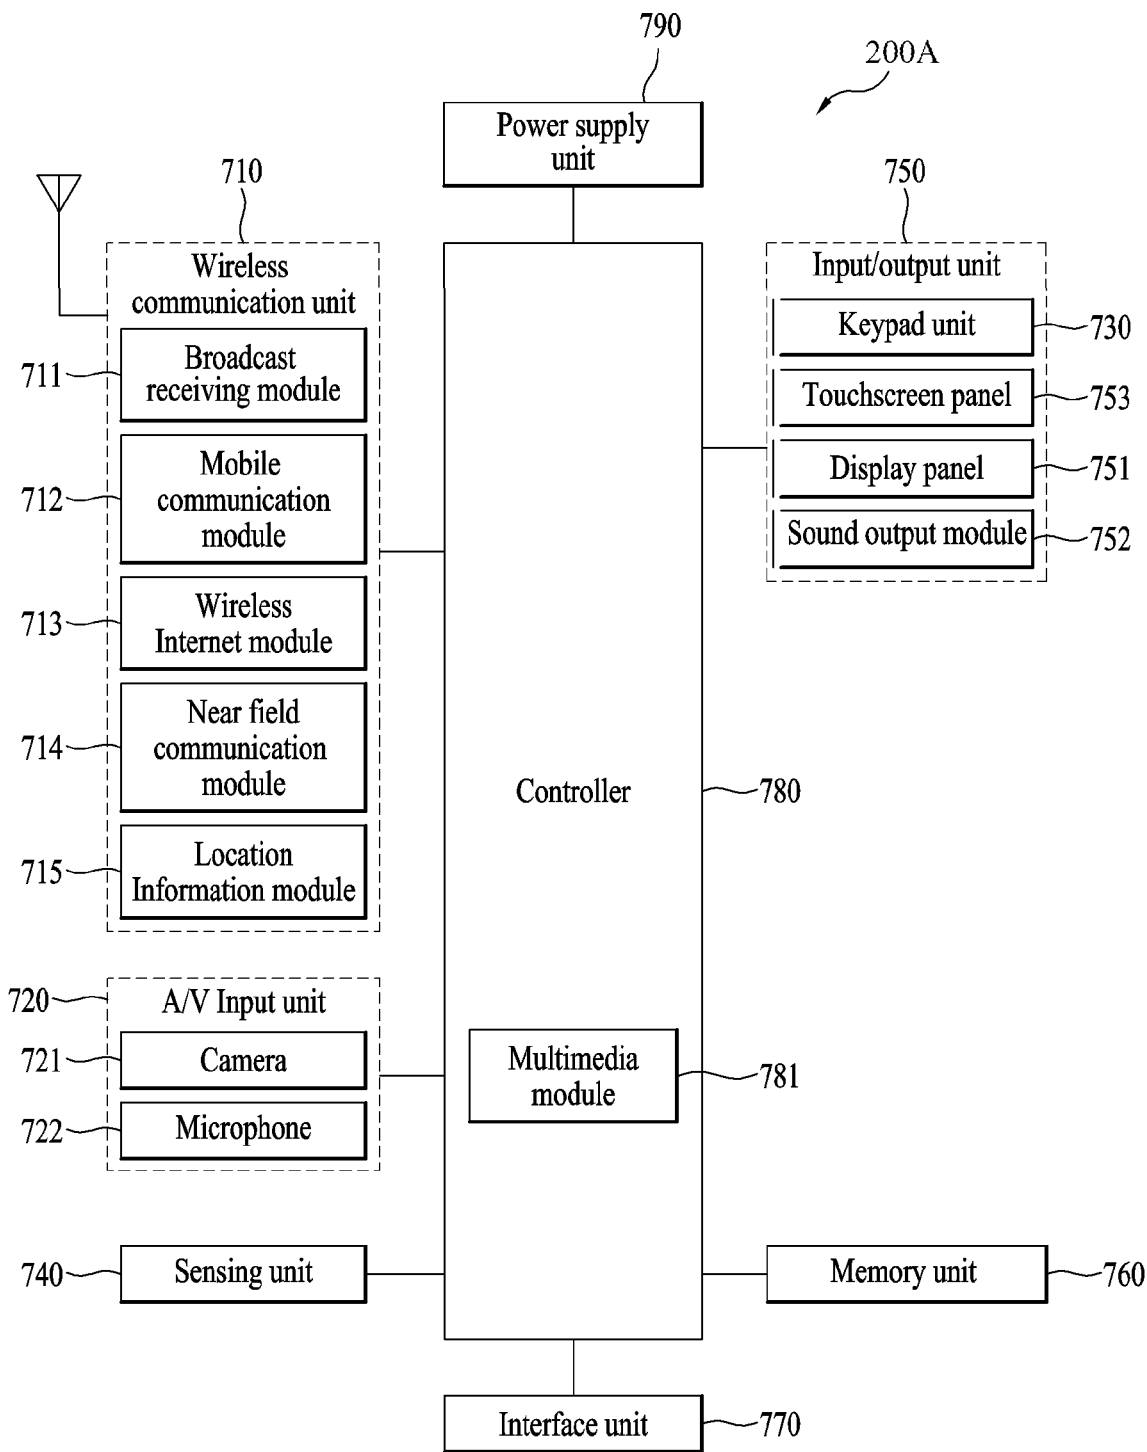 790
200A
Power supply
unit
710
750
Wireless
communication unit
Input/output unit
Keypad unit
730
711
Broadcast
receiving module
Touchscreen panel
753
Display panel
751
712
Mobile
communication
module
Sound output module
752
713
Wireless
Internet module
714
Near field
communication
module
Controller
780
715
Location
Information module
720
A/V Input unit
721
Camera
Multimedia
module
781
722
Microphone
740
Sensing unit
Memory unit
760
Interface unit
770